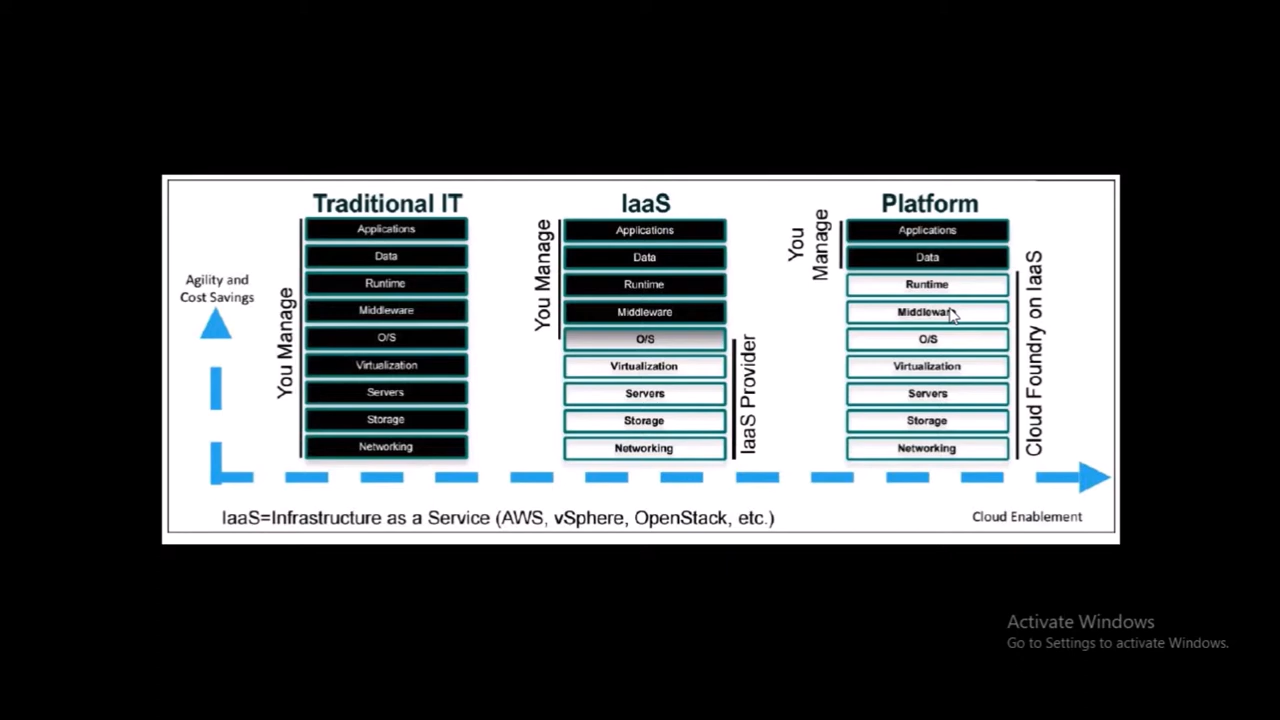 Traditional IT
IaaS
Platform
Agility and
Cost Savings
You Manage
Applications
Data
Runtime
Middleware
O/S
Virtualization
Servers
Storage
Networking
You Manage
Applications
Data
Runtime
Middleware
O/S
Virtualization
Servers
Storage
Networking
IaaS Provider
You
Manage
Applications
Data
Runtime
Middleware
O/S
Virtualization
Servers
Storage
Networking
Cloud Foundry on IaaS
IaaS=Infrastructure as a Service (AWS, vSphere, OpenStack, etc.)
Cloud Enablement
Activate Windows
Go to Settings to activate Windows.